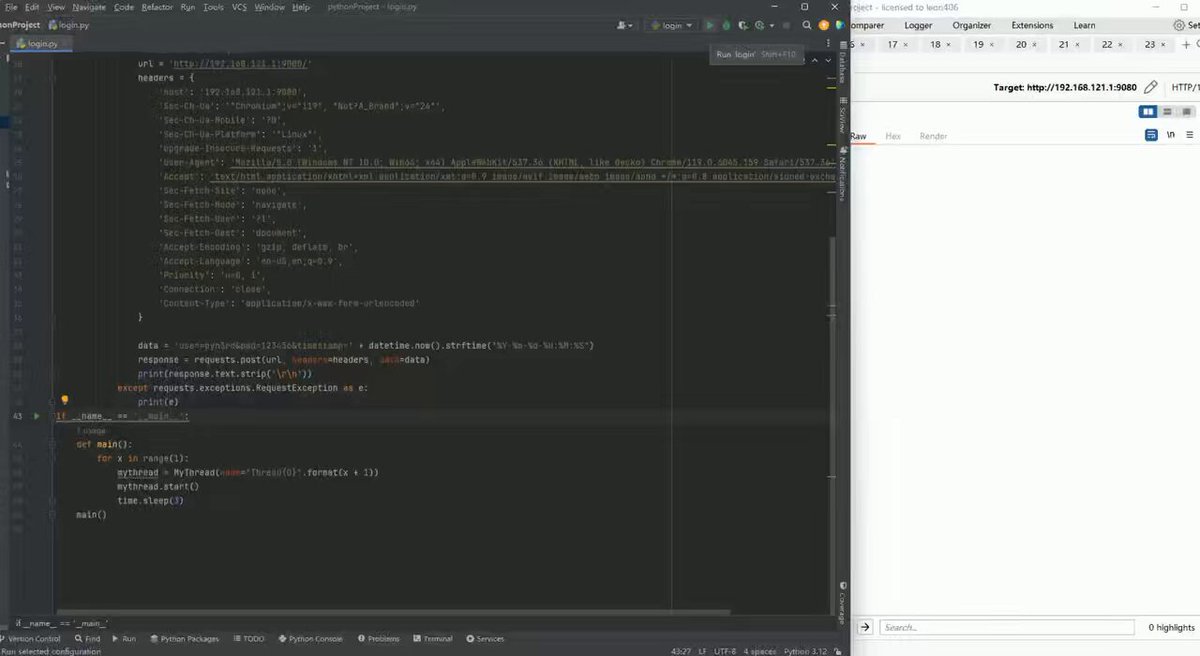 File Edit View Navigate Code Refactor Run Tools VCS Window Help pythonProject - login.py
onProject login.py login
login.py
Run 'login' Shift+F10
url = 'http://192.168.121.1:9080/'
headers = {
'Host': '192.168.121.1:9080',
'Sec-Ch-Ua': '"Chromium";v="119", "Not?A_Brand";v="24"',
'Sec-Ch-Ua-Mobile': '?0',
'Sec-Ch-Ua-Platform': '"Linux"',
'Upgrade-Insecure-Requests': '1',
'User-Agent': 'Mozilla/5.0 (Windows NT 10.0; Win64; x64) AppleWebKit/537.36 (KHTML, like Gecko) Chrome/119.0.6045.159 Safari/537.36
'Accept': 'text/html,application/xhtml+xml,application/xml;q=0.9,image/avif,image/webp,image/apng,*/*;q=0.8,application/signed-excha
'Sec-Fetch-Site': 'none',
'Sec-Fetch-Mode': 'navigate',
'Sec-Fetch-User': '?1',
'Sec-Fetch-Dest': 'document',
'Accept-Encoding': 'gzip, deflate, br',
'Accept-Language': 'en-US,en;q=0.9',
'Priority': 'u=0, i',
'Connection': 'close',
'Content-Type': 'application/x-www-form-urlencoded'
}
data = + datetime.now().strftime('%Y-%m-%d-%H:%M:%S')
response = requests.post(url, headers=headers, data=data)
print(response.text.strip('\r\n'))
except requests.exceptions.RequestException as e:
print(e)
43 if __name__ == '__main__':
1 usage
def main():
for x in range(1):
mythread = MyThread(name="Thread{0}".format(x + 1))
mythread.start()
time.sleep(3)
main()
if __name__ == '__main__'
Version Control Find Run Python Packages TODO Python Console Problems Terminal Services
Run selected configuration 43:27 LF UTF-8 4 spaces Python 3.12
Database
SciView
Notifications
Coverage
roject - licensed to leon406
omparer Logger Organizer Extensions Learn Set
6 × 17 × 18 × 19 × 20 × 21 × 22 × 23 × +
Target: http://192.168.121.1:9080 HTTP/1
Raw Hex Render \n
Search... 0 highlights